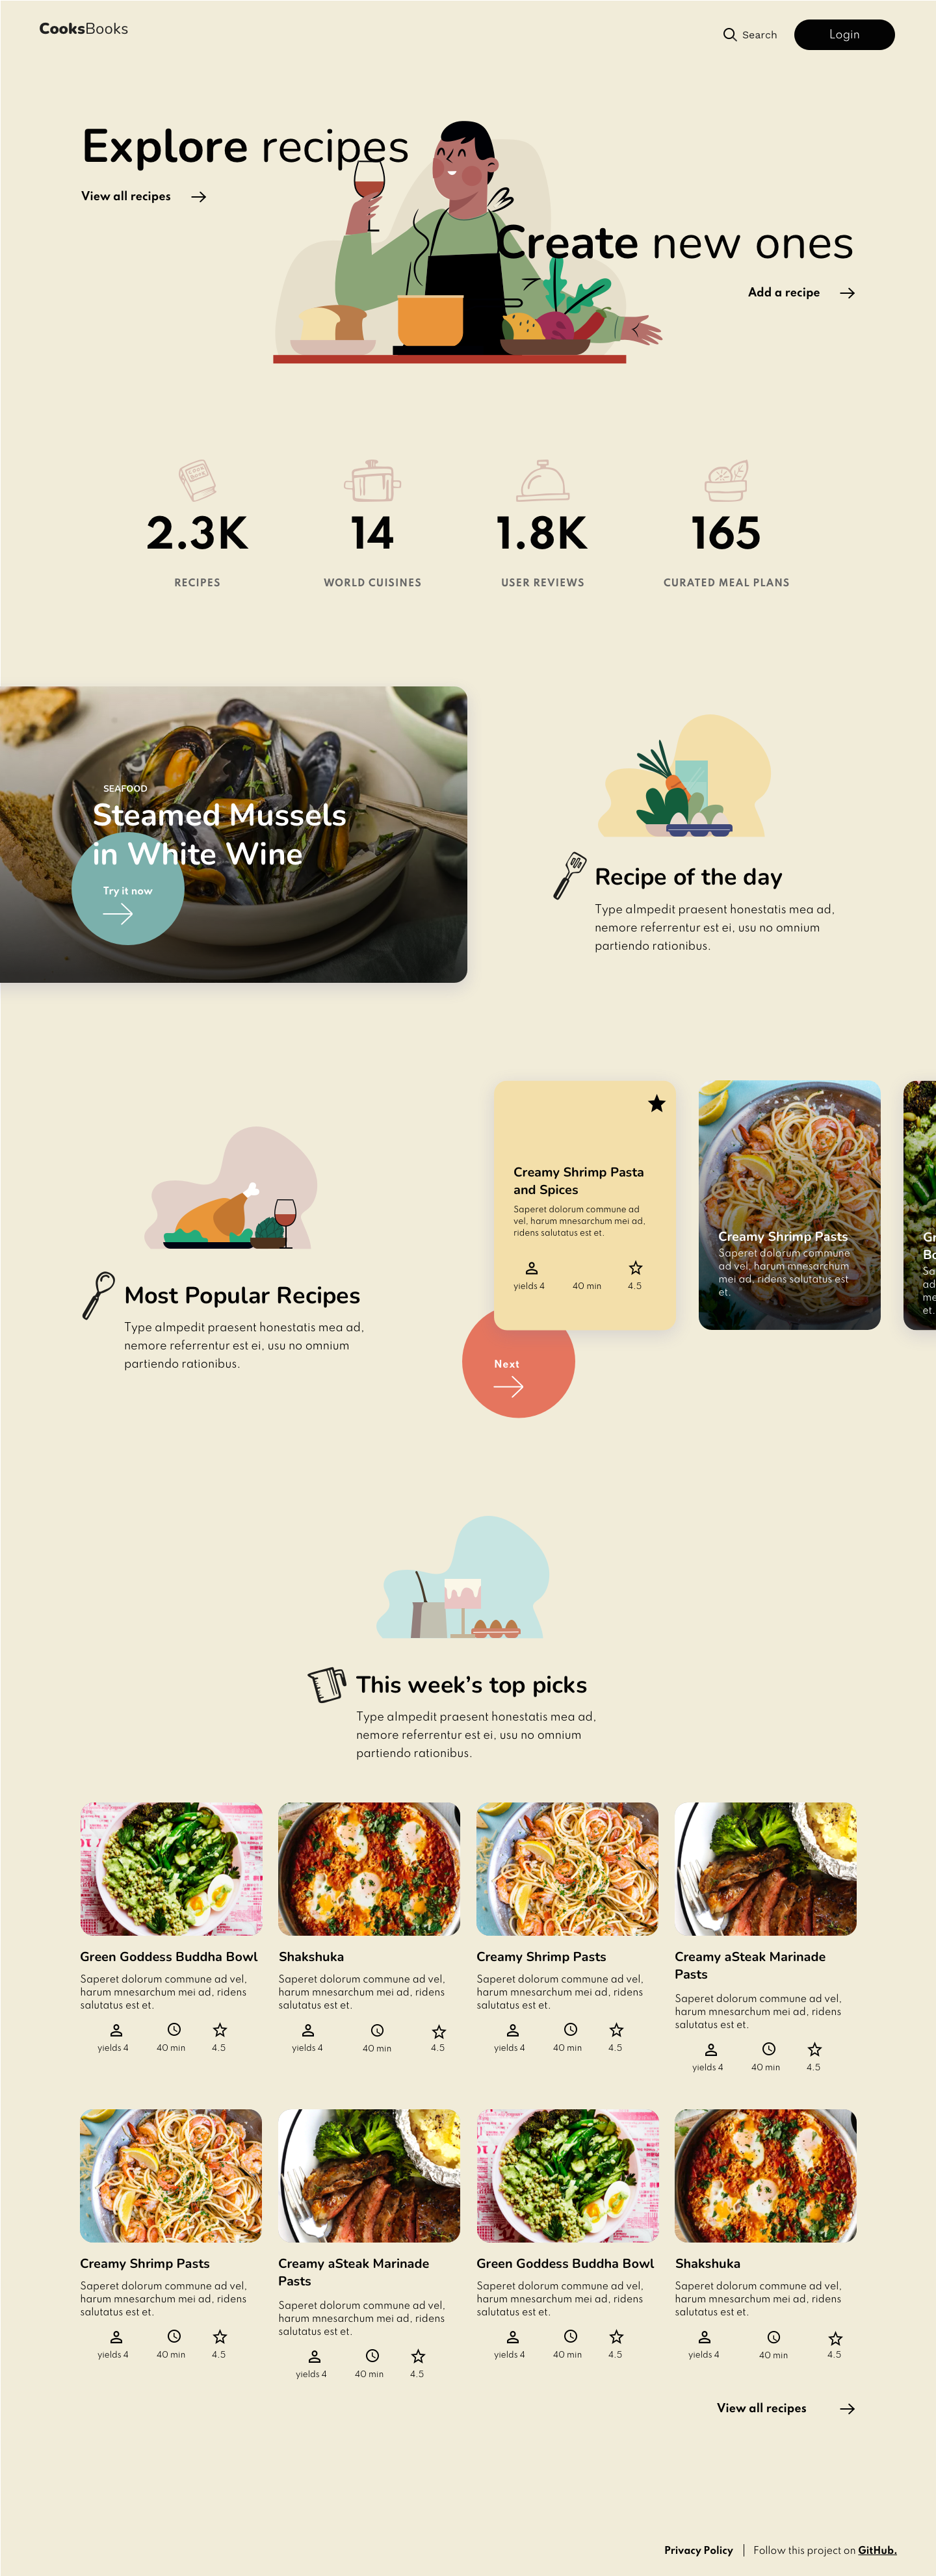 CooksBooks
Search
Login
Explore recipes
View all recipes
Create new ones
Add a recipe
2.3K
14
1.8K
165
RECIPES
WORLD CUISINES
USER REVIEWS
CURATED MEAL PLANS
SEAFOOD
Steamed Mussels
in White Wine
Try it now
Recipe of the day
Type aImpedit praesent honestatis mea ad,
nemore referrentur est ei, usu no omnium
partiendo rationibus.
Most Popular Recipes
Type aImpedit praesent honestatis mea ad,
nemore referrentur est ei, usu no omnium
partiendo rationibus.
Creamy Shrimp Pasta
and Spices
Saperet dolorum commune ad
vel, harum mnesarchum mei ad,
ridens salutatus est et.
yields 4
40 min
4.5
Next
Creamy Shrimp Pasts
Saperet dolorum commune
ad vel, harum mnesarchum
mei ad, ridens salutatus est
et.
Gr
Bo
Sa
ad
me
et.
This week's top picks
Type aImpedit praesent honestatis mea ad,
nemore referrentur est ei, usu no omnium
partiendo rationibus.
Green Goddess Buddha Bowl
Saperet dolorum commune ad vel,
harum mnesarchum mei ad, ridens
salutatus est et.
yields 4
40 min
4.5
Shakshuka
Saperet dolorum commune ad vel,
harum mnesarchum mei ad, ridens
salutatus est et.
yields 4
40 min
4.5
Creamy Shrimp Pasts
Saperet dolorum commune ad vel,
harum mnesarchum mei ad, ridens
salutatus est et.
yields 4
40 min
4.5
Creamy aSteak Marinade
Pasts
Saperet dolorum commune ad vel,
harum mnesarchum mei ad, ridens
salutatus est et.
yields 4
40 min
4.5
Creamy Shrimp Pasts
Saperet dolorum commune ad vel,
harum mnesarchum mei ad, ridens
salutatus est et.
yields 4
40 min
4.5
Creamy aSteak Marinade
Pasts
Saperet dolorum commune ad vel,
harum mnesarchum mei ad, ridens
salutatus est et.
yields 4
40 min
4.5
Green Goddess Buddha Bowl
Saperet dolorum commune ad vel,
harum mnesarchum mei ad, ridens
salutatus est et.
yields 4
40 min
4.5
Shakshuka
Saperet dolorum commune ad vel,
harum mnesarchum mei ad, ridens
salutatus est et.
yields 4
40 min
4.5
View all recipes
Privacy Policy
Follow this project on GitHub.